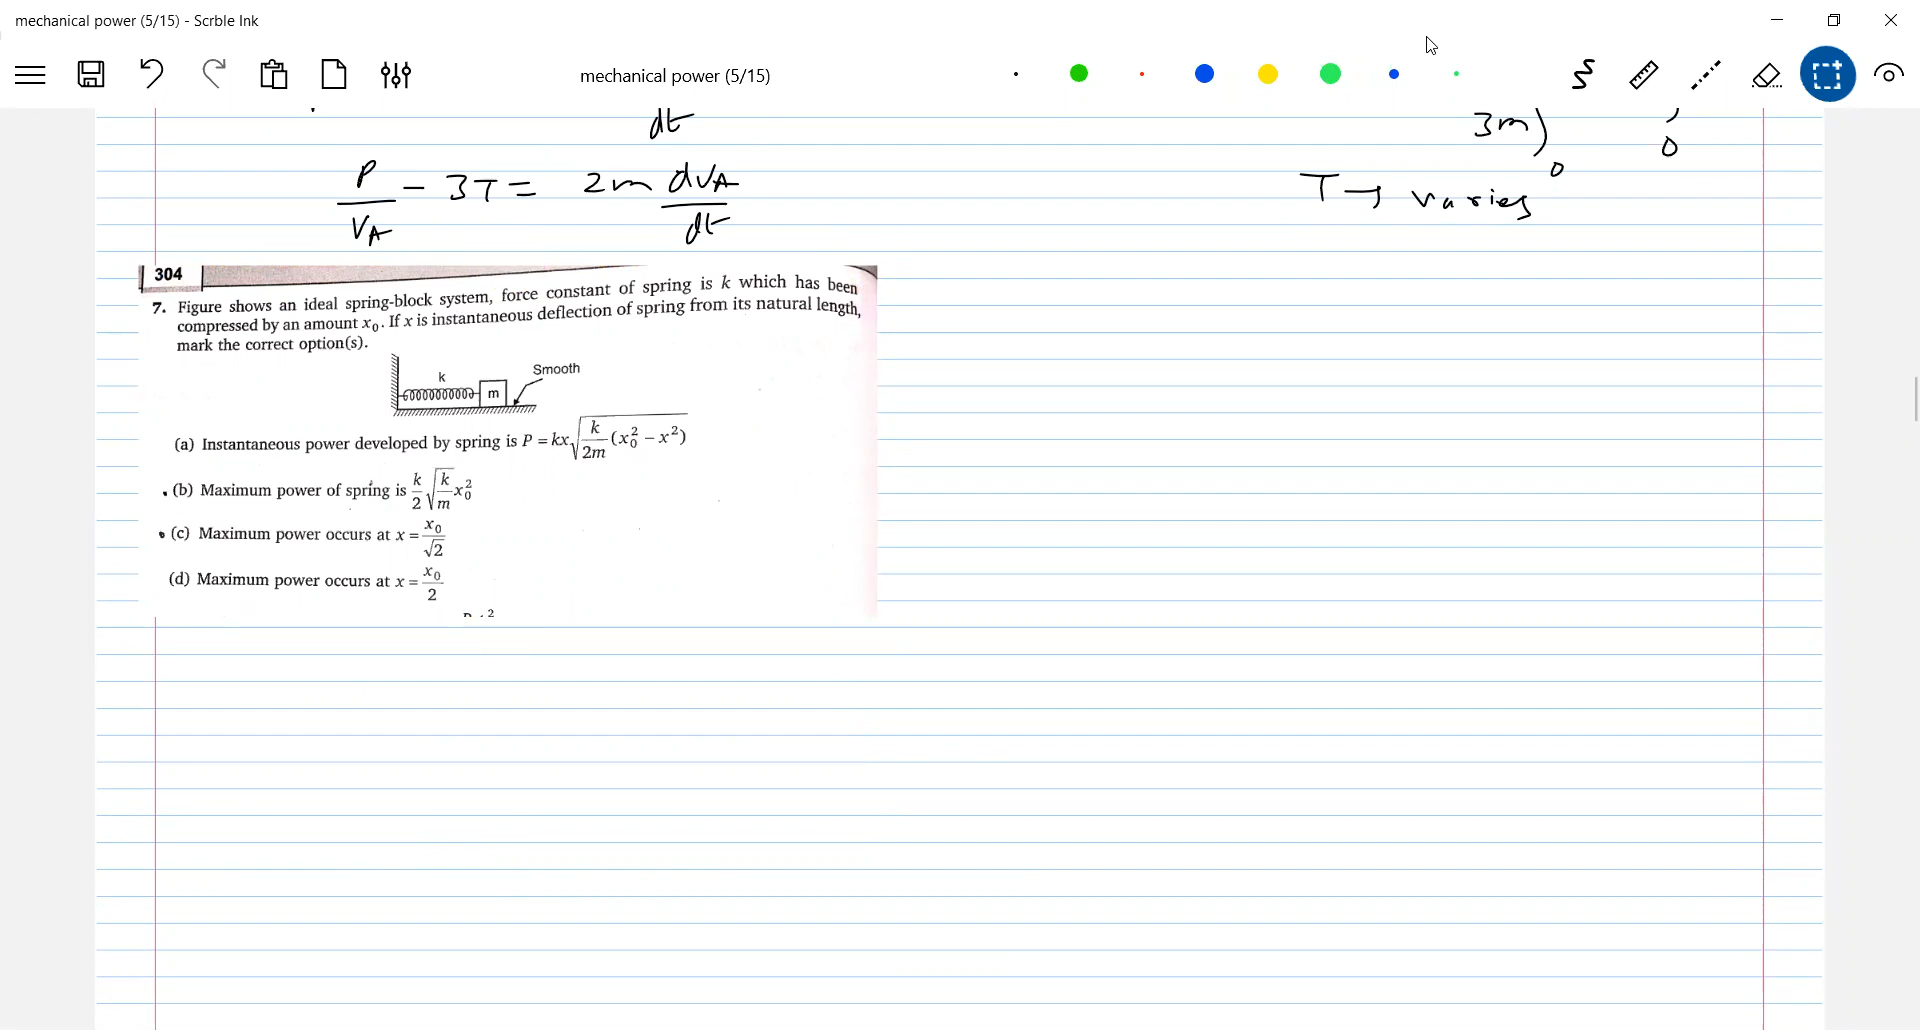 mechanical power (5/15) - Scrble Ink
mechanical power (5/15)
dt
3m) 0
0
P/V_A - 3T = 2m dV_A/dt
T → varies
304
7. Figure shows an ideal spring-block system, force constant of spring is k which has been
compressed by an amount x₀. If x is instantaneous deflection of spring from its natural length,
mark the correct option(s).
k
m
Smooth
(a) Instantaneous power developed by spring is P = kx√(k/2m (x₀² − x²))
(b) Maximum power of spring is k/2 √(k/m) x₀²
(c) Maximum power occurs at x = x₀/√2
(d) Maximum power occurs at x = x₀/2